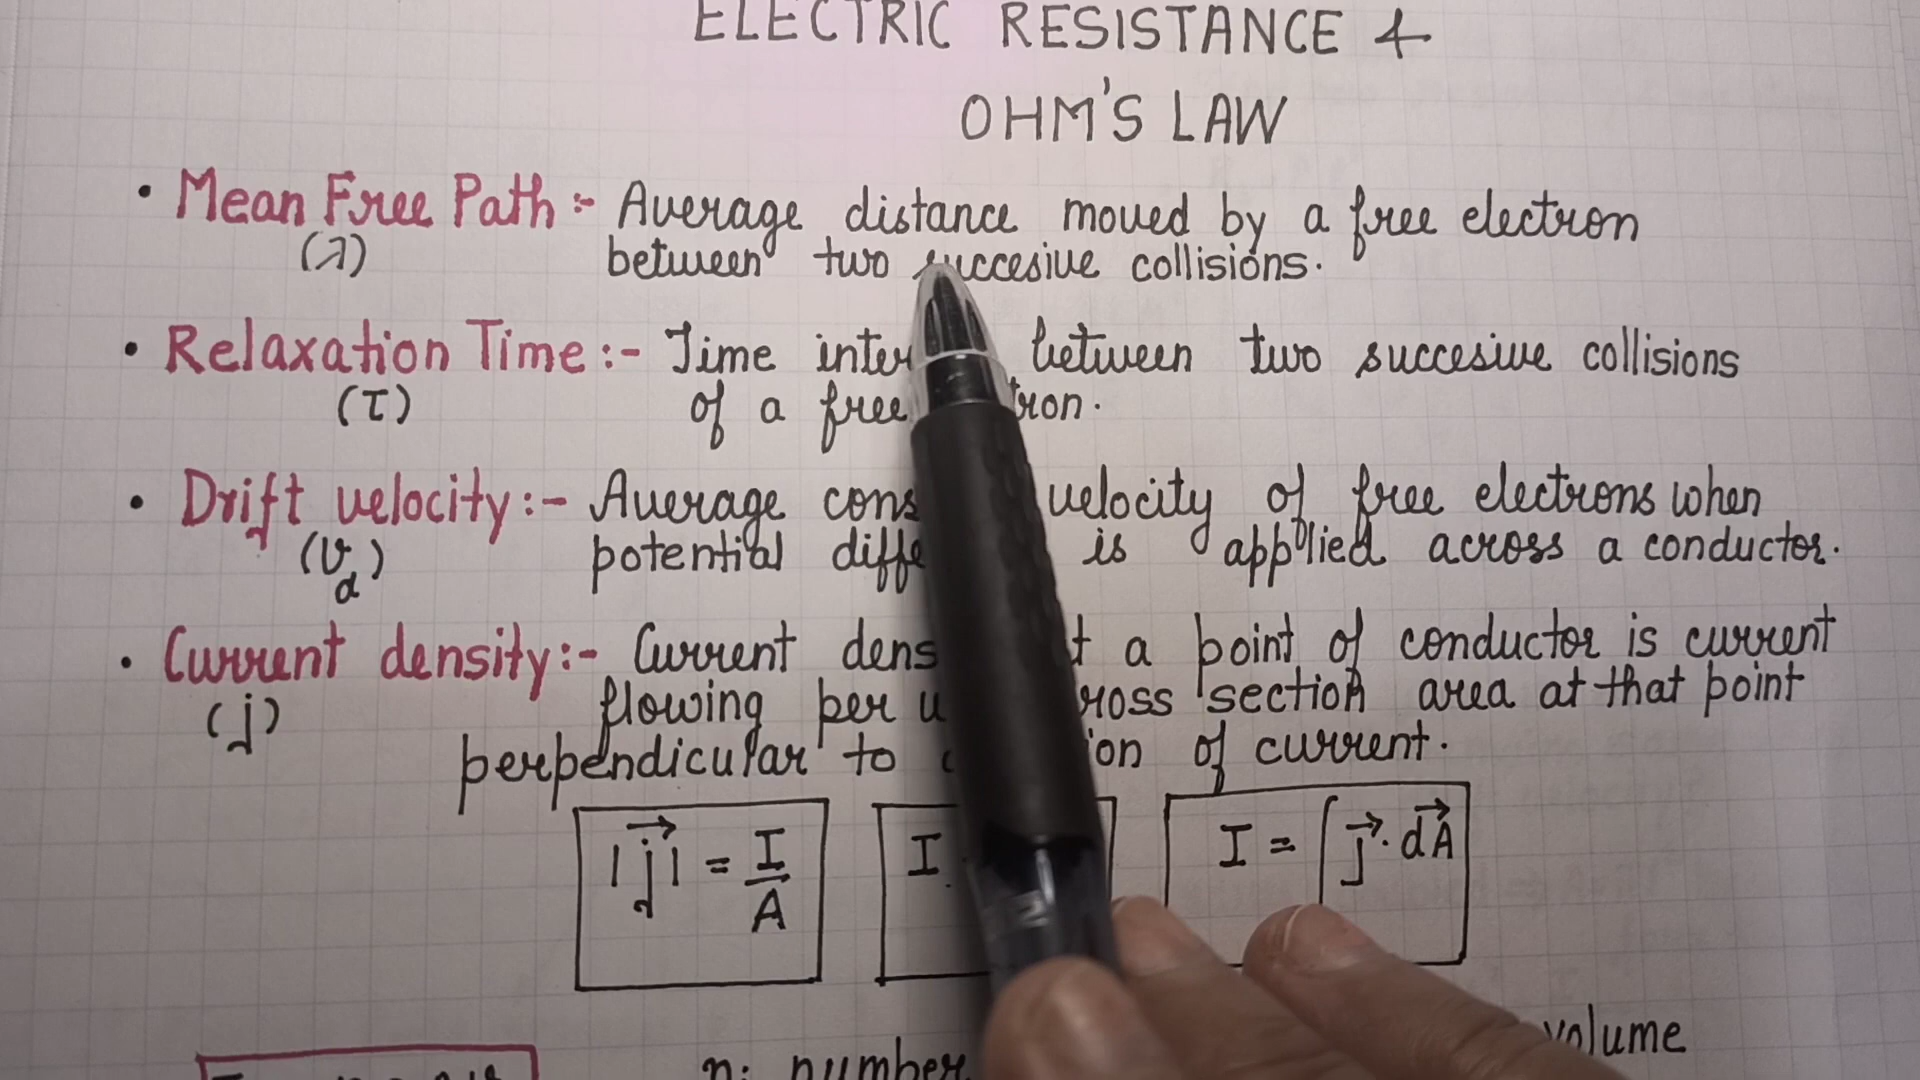 ELECTRIC RESISTANCE &
OHM'S LAW
• Mean Free Path :- Average distance moved by a free electron
(λ) between two succesive collisions.
• Relaxation Time :- Time between two succesive collisions
(τ) of a free
• Drift velocity :- Average velocity of free electrons when
(v_d) potential is applied across a conductor.
• Current density :- Current a point of conductor is current
(j) flowing per section area at that point
perpendicular to of current.
|j⃗| = I/A I I = ∫ j⃗ · dA⃗
n: number volume